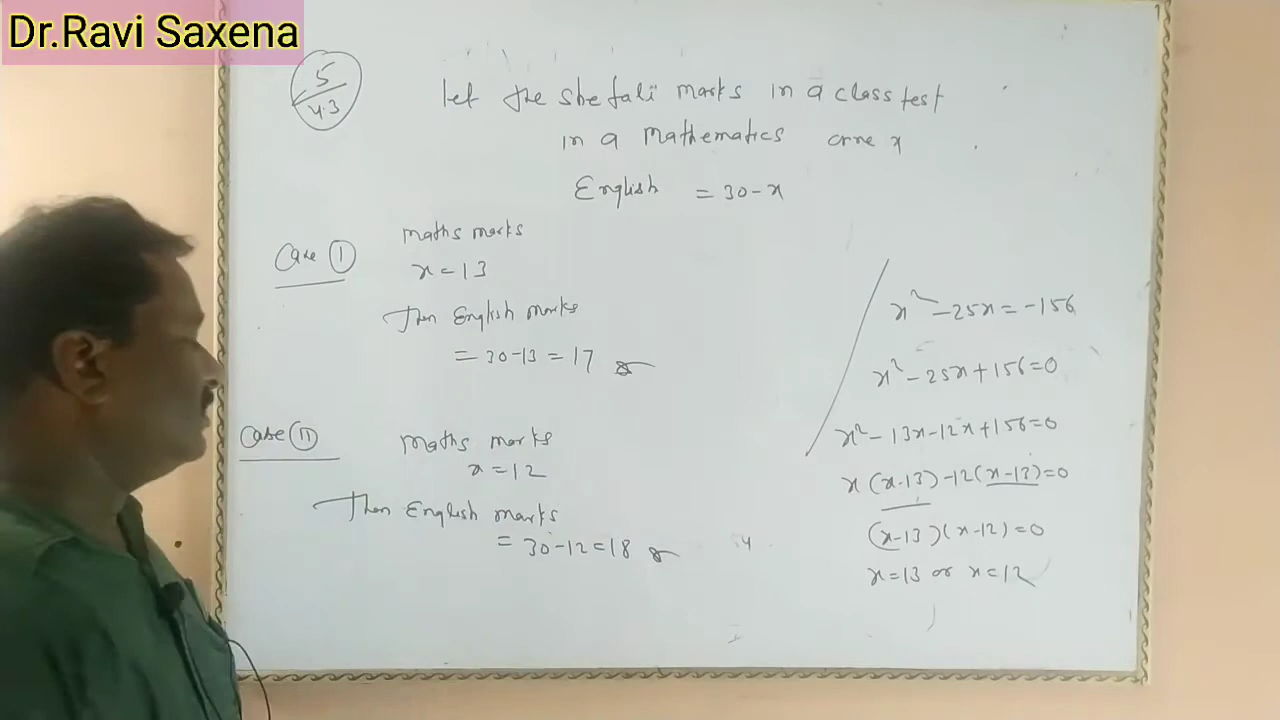 Dr.Ravi Saxena
5
4.3
let the shefali marks in a class test
in a mathematics are x
English = 30-x
Case I
maths marks
x=13
Then English marks
= 30-13 = 17
Case II
maths marks
x=12
Then English marks
= 30-12=18
x² -25x = -156
x² -25x+156=0
x² - 13x-12x+156=0
x (x-13) -12 (x-13)=0
(x-13)(x-12)=0
x=13 or x=12